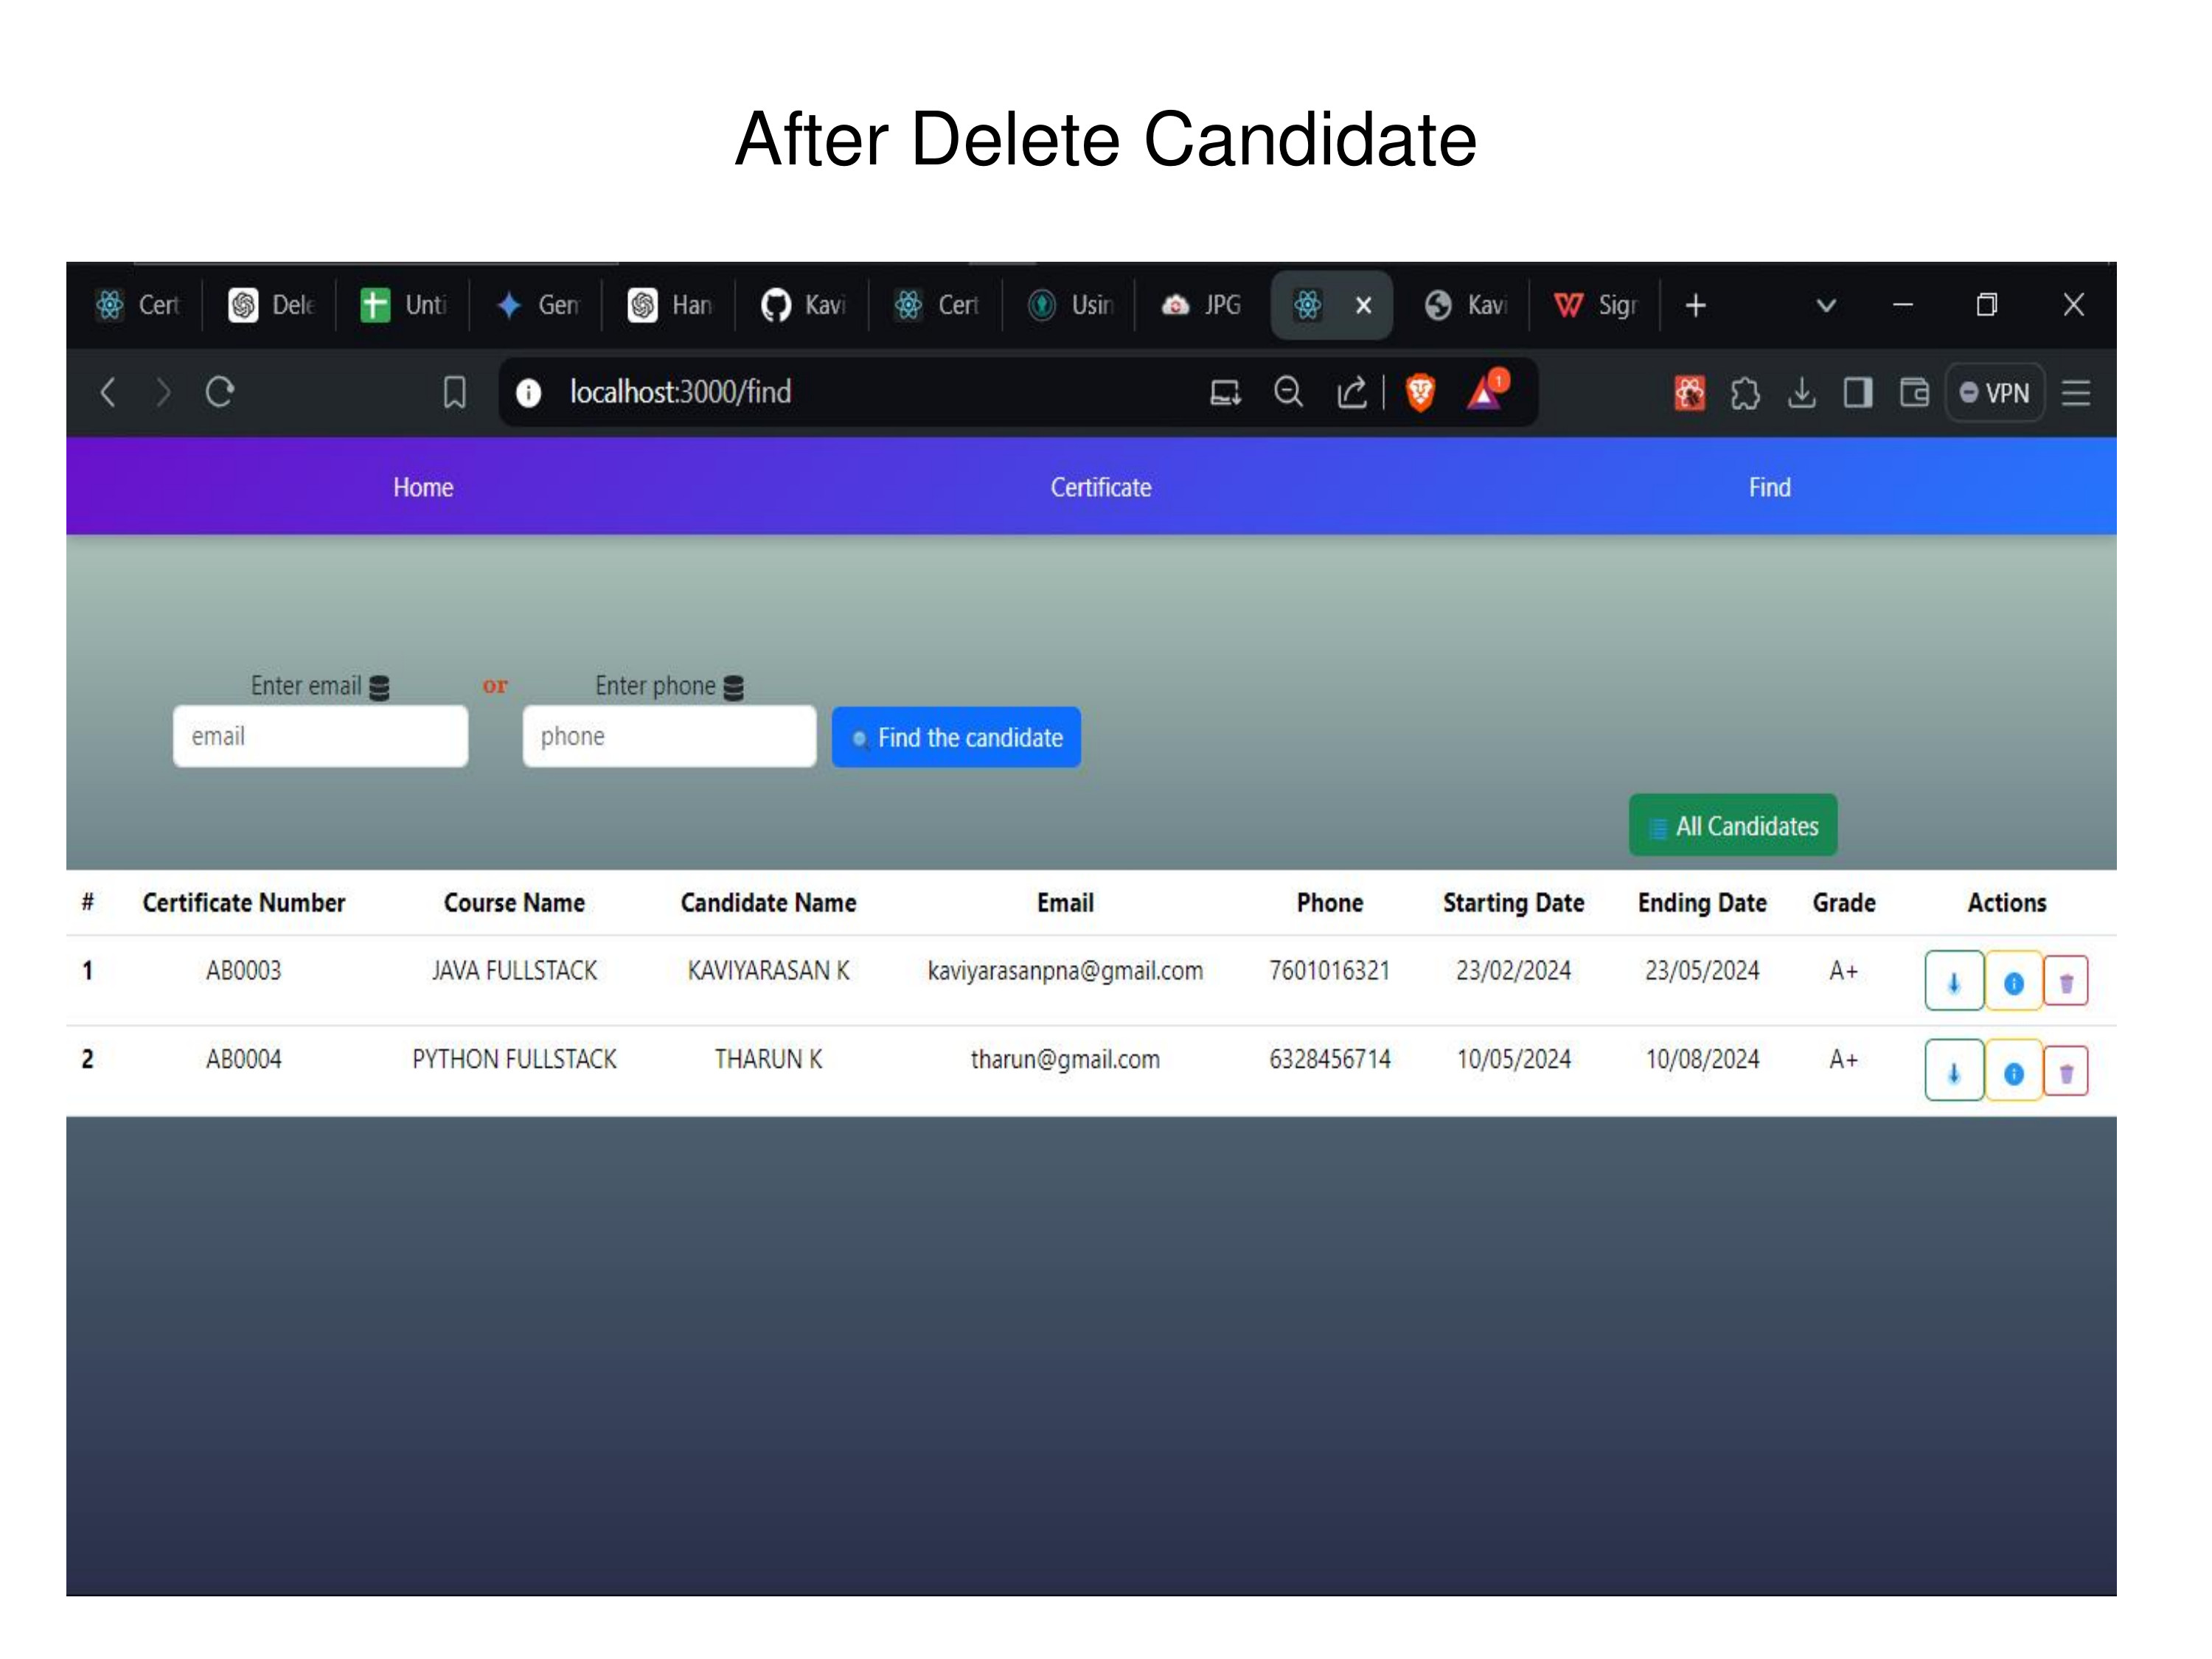 After Delete Candidate
Cert Dele Unti Gen Han Kavi Cert Usin JPG Kavi Sigr
localhost:3000/find VPN
Home Certificate Find
Enter email or Enter phone
email phone Find the candidate
All Candidates
# Certificate Number Course Name Candidate Name Email Phone Starting Date Ending Date Grade Actions
1 AB0003 JAVA FULLSTACK KAVIYARASAN K kaviyarasanpna@gmail.com 7601016321 23/02/2024 23/05/2024 A+
2 AB0004 PYTHON FULLSTACK THARUN K tharun@gmail.com 6328456714 10/05/2024 10/08/2024 A+